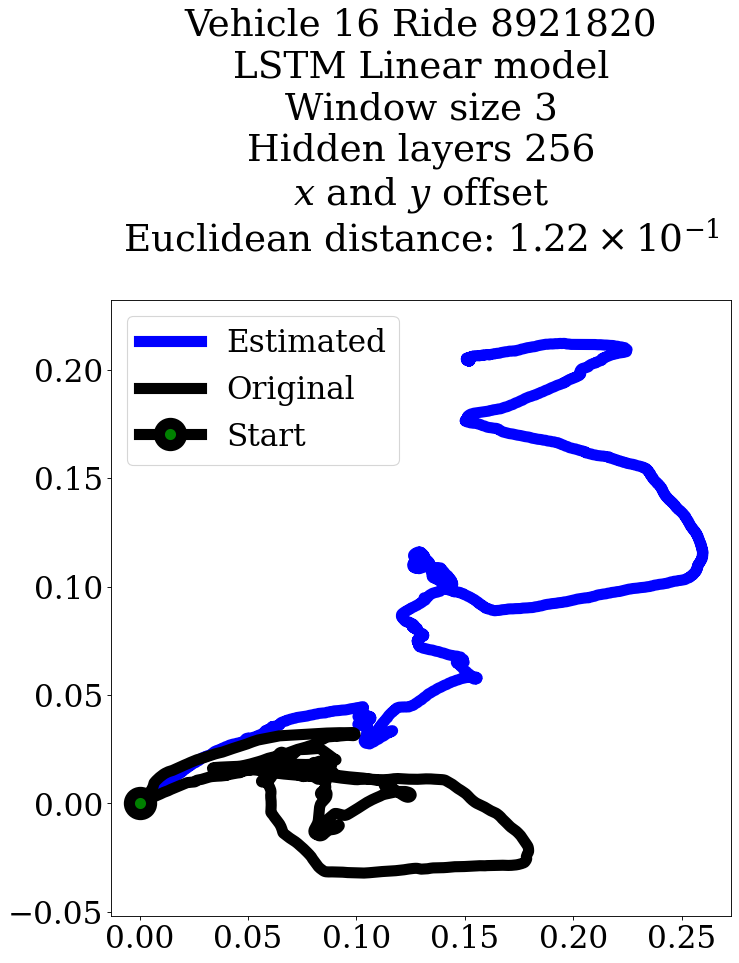 Vehicle 16 Ride 8921820
LSTM Linear model
Window size 3
Hidden layers 256
x and y offset
Euclidean distance: 1.22 × 10⁻¹
Estimated
Original
Start
0.20
0.15
0.10
0.05
0.00
−0.05
0.00 0.05 0.10 0.15 0.20 0.25